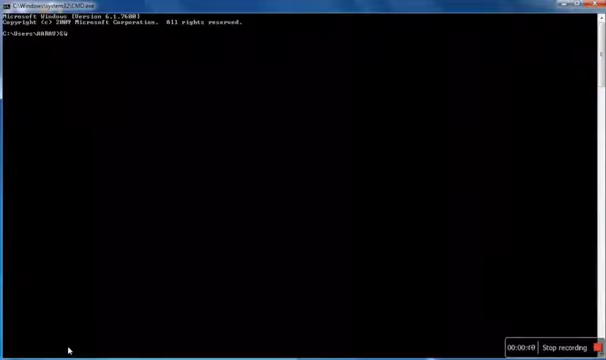 C:\Windows\system32\CMD.exe
Microsoft Windows [Version 6.1.7600]
Copyright (c) 2009 Microsoft Corporation.  All rights reserved.
Stop recording